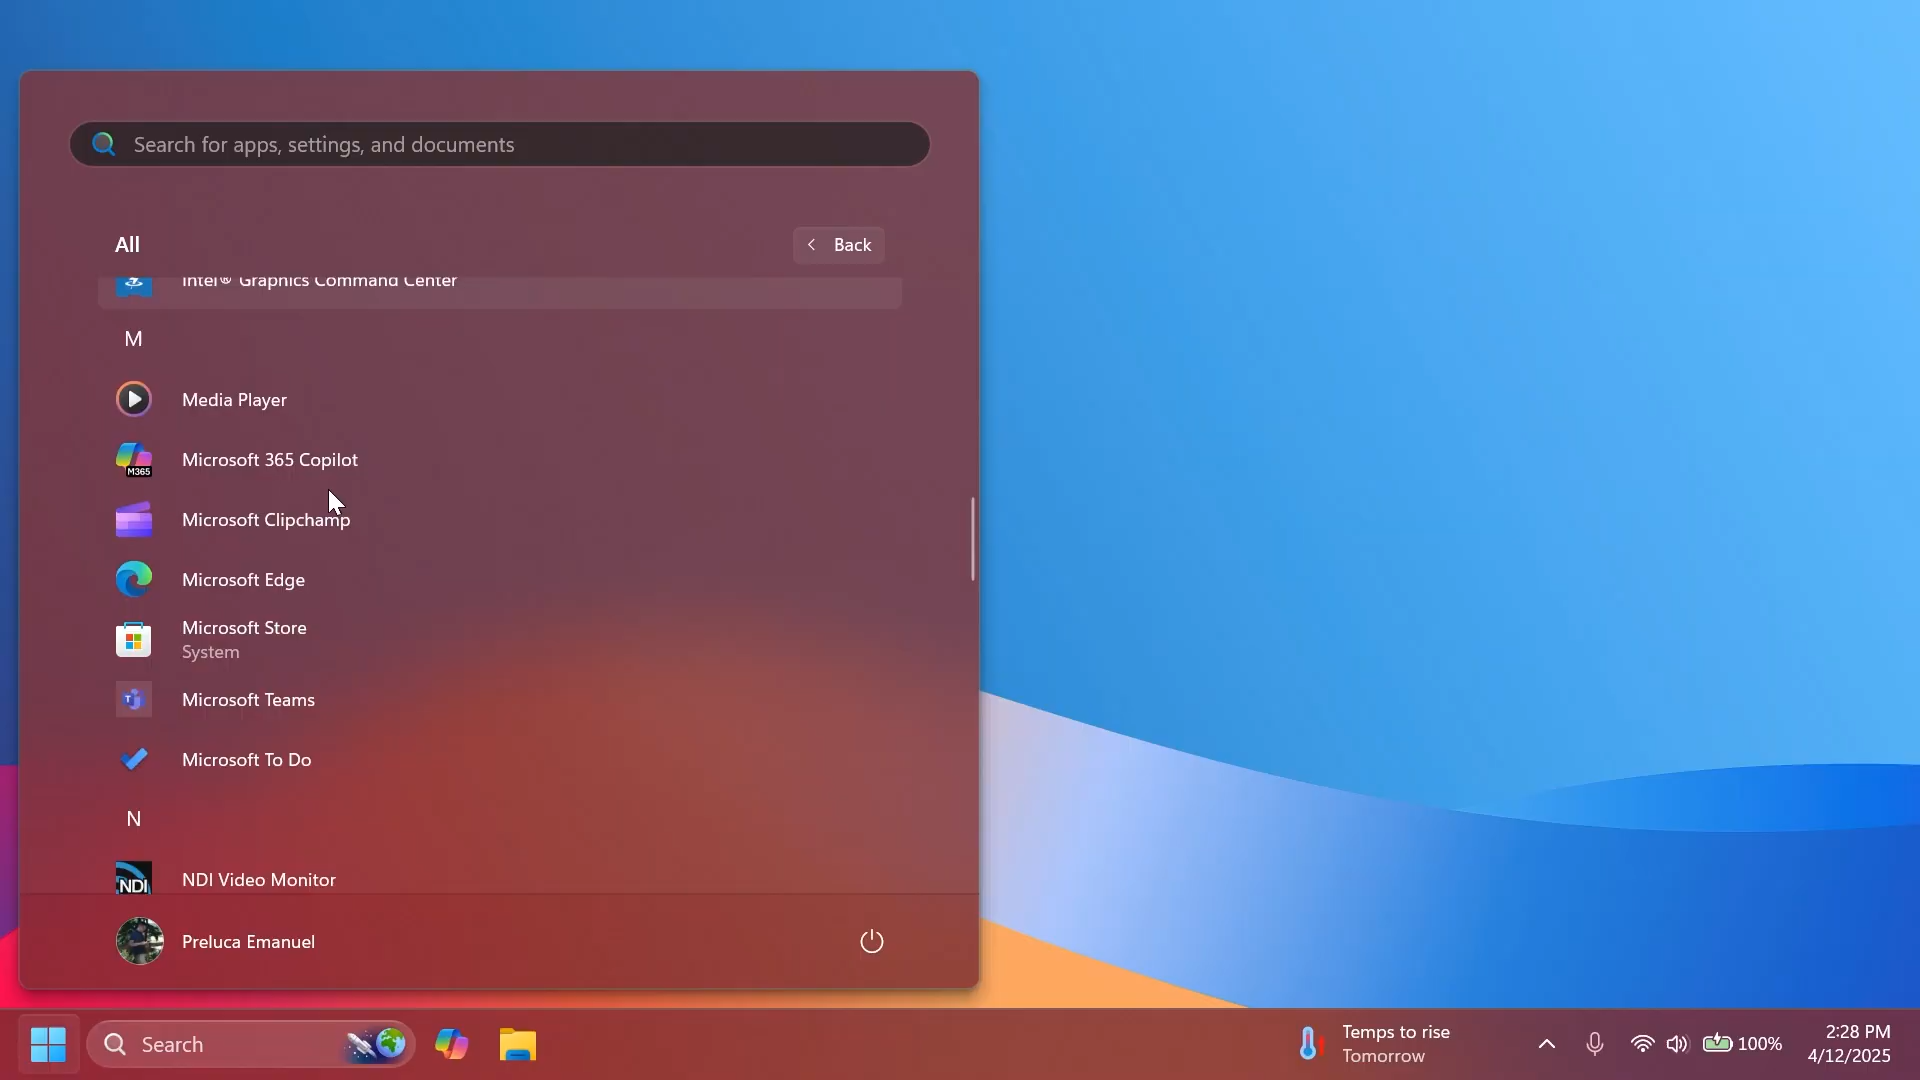 Search for apps, settings, and documents
All
Back
Intel® Graphics Command Center
M
Media Player
M365
Microsoft 365 Copilot
Microsoft Clipchamp
Microsoft Edge
Microsoft Store
System
T
Microsoft Teams
Microsoft To Do
N
NDI
NDI Video Monitor
Preluca Emanuel
Search
Temps to rise
Tomorrow
100%
2:28 PM
4/12/2025